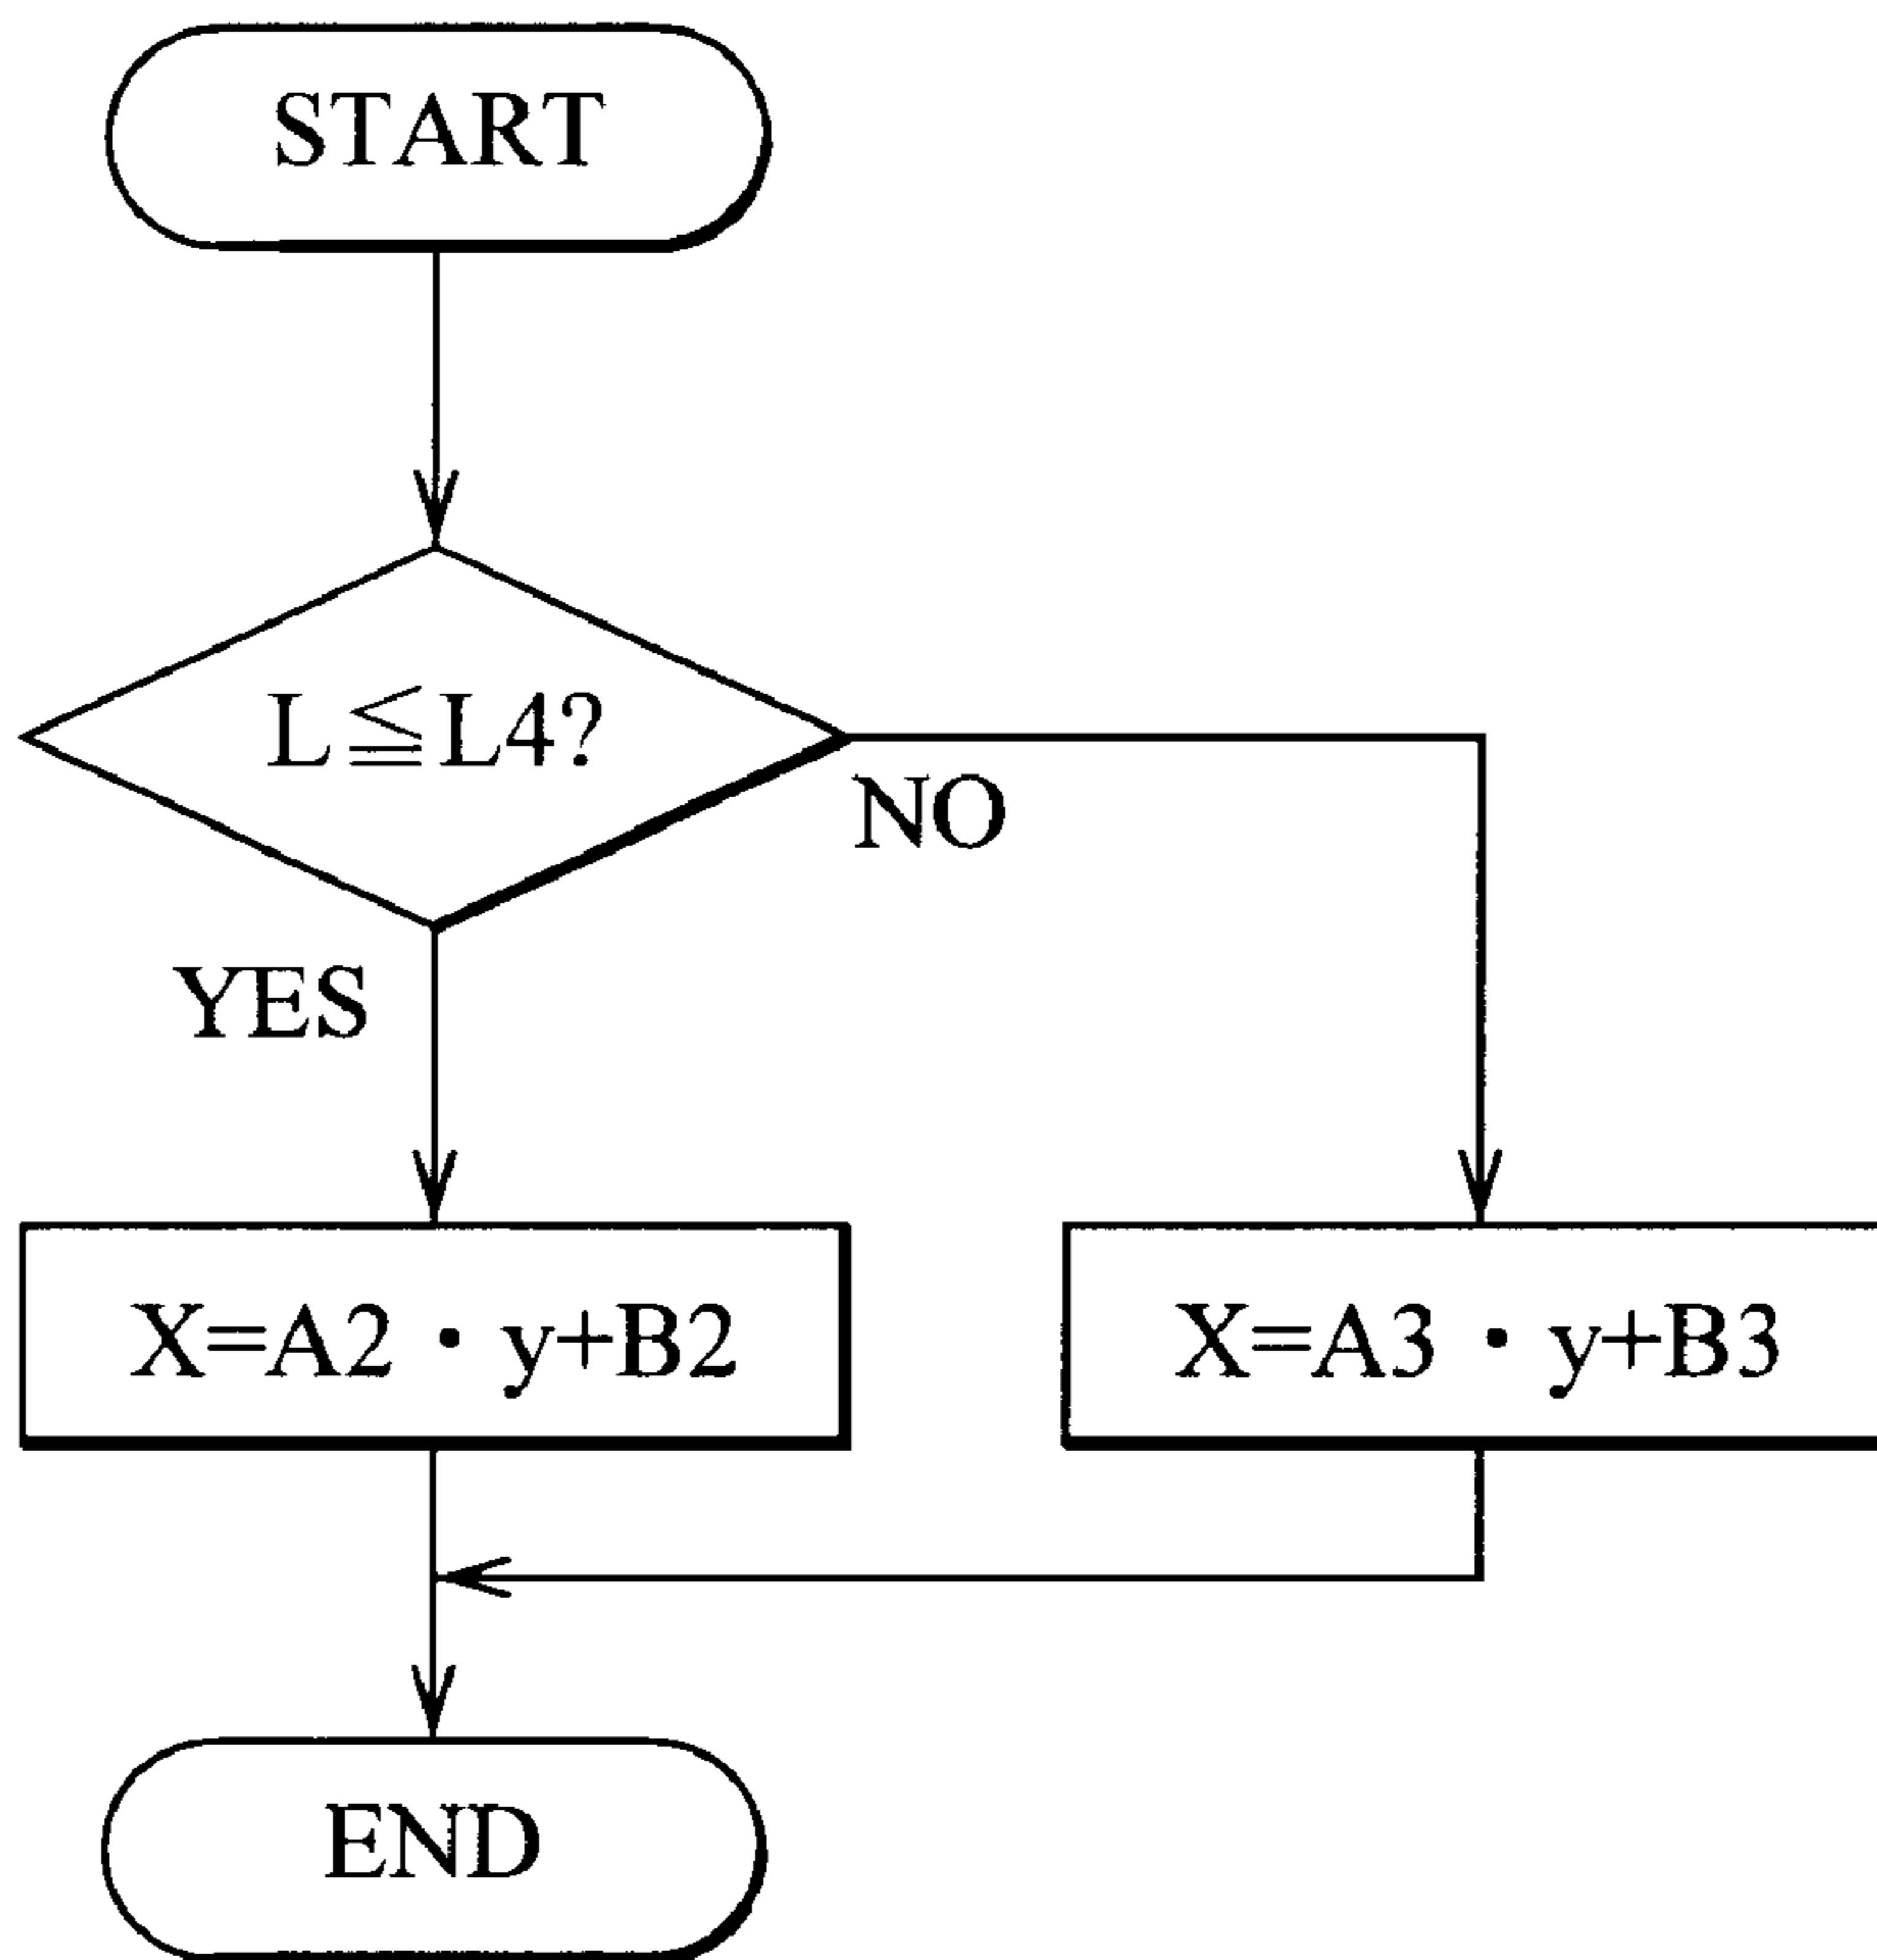 START
L≦L4?
NO
YES
X=A2・y+B2
X=A3・y+B3
END